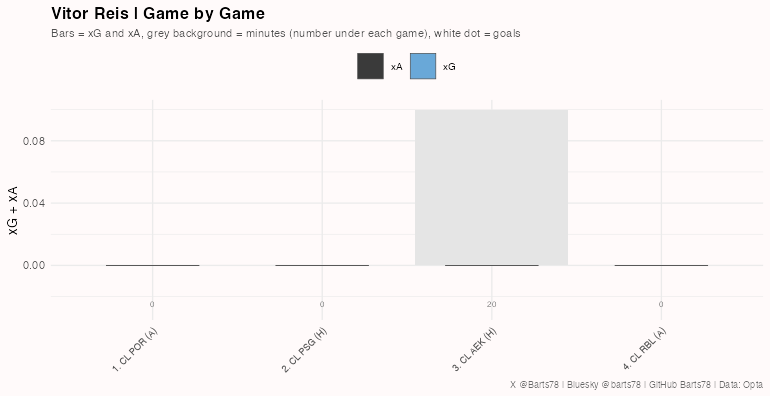 Vitor Reis | Game by Game
Bars = xG and xA, grey background = minutes (number under each game), white dot = goals
xA xG
xG + xA
0.08
0.04
0.00
0 0 20 0
1. CL POR (A) 2. CL PSG (H) 3. CL AEK (H) 4. CL RBL (A)
X @Barts78 | Bluesky @barts78 | GitHub Barts78 | Data: Opta